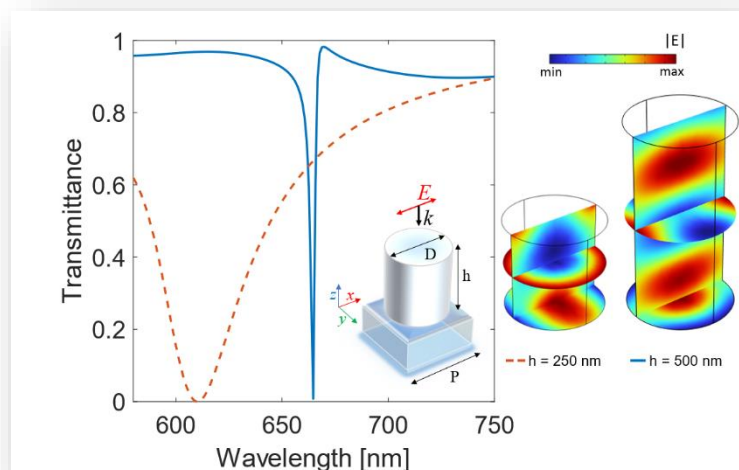 Transmittance
1
0.8
0.6
0.4
0.2
0
600
650
700
750
Wavelength [nm]
E
k
D
h
z
x
y
P
|E|
min
max
h = 250 nm
h = 500 nm